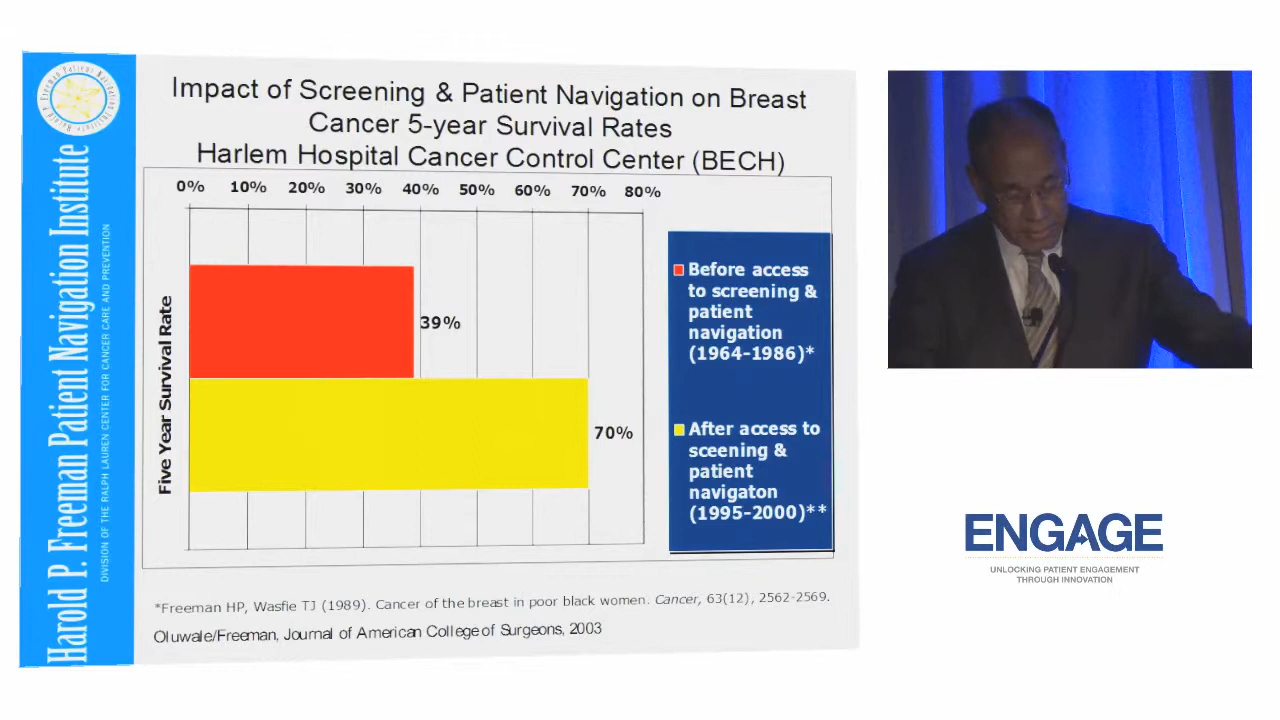 Harold P. Freeman Patient Navigation Institute
Harold P. Freeman Patient Navigation Institute
DIVISION OF THE RALPH LAUREN CENTER FOR CANCER CARE AND PREVENTION
Impact of Screening & Patient Navigation on Breast
Cancer 5-year Survival Rates
Harlem Hospital Cancer Control Center (BECH)
0% 10% 20% 30% 40% 50% 60% 70% 80%
Five Year Survival Rate
39%
70%
Before access
to screening &
patient
navigation
(1964-1986)*
After access to
sceening &
patient
navigaton
(1995-2000)**
*Freeman HP, Wasfie TJ (1989). Cancer of the breast in poor black women. Cancer, 63(12), 2562-2569.
Oluwale/Freeman, Journal of American College of Surgeons, 2003
ENGAGE
UNLOCKING PATIENT ENGAGEMENT
THROUGH INNOVATION